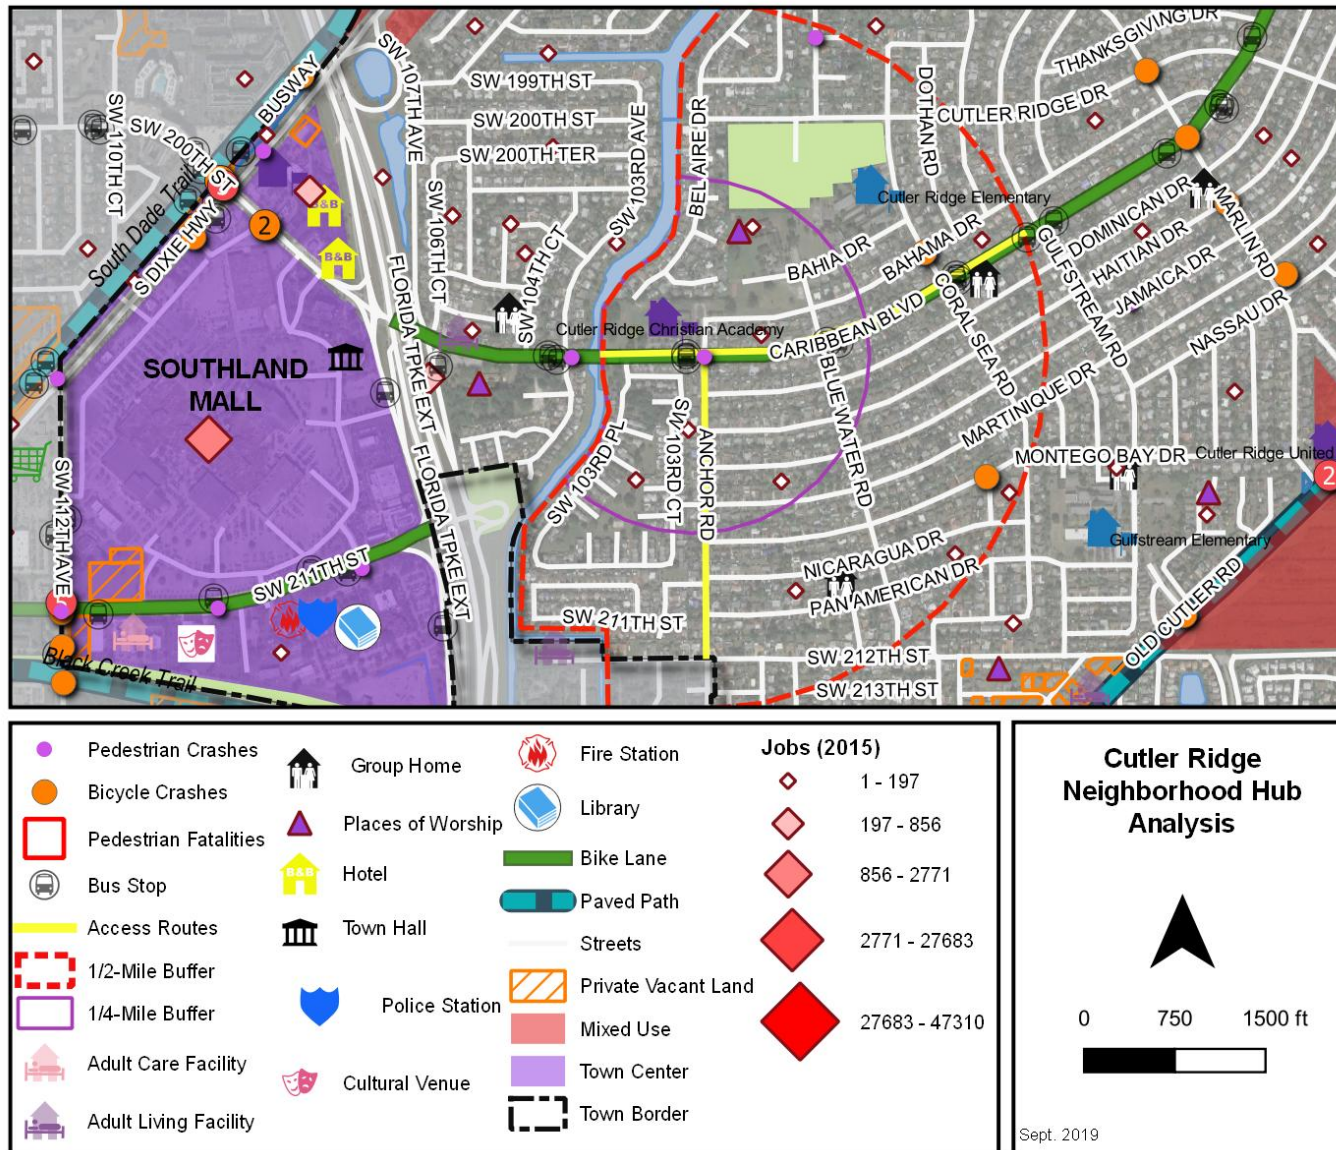 THANKSGIVING DR
SW 107TH AVE
BUSWAY
SW 199TH ST
DOTHAN RD
CUTLER RIDGE DR
SW 110TH CT
SW 200TH ST
SW 200TH ST
SW 103RD AVE
BEL AIRE DR
SW 200TH TER
South Dade Trail
2
B&B
B&B
S DIXIE HWY
SW 106TH CT
SW 104TH CT
Cutler Ridge Elementary
BAHIA DR
BAHAMA DR
GULFSTREAM RD
DOMINICAN DR
HAITIAN DR
JAMAICA DR
MARLIN RD
NASSAU DR
FLORIDA TPKE EXT
CORAL SEA RD
Cutler Ridge Christian Academy
CARIBBEAN BLVD
SOUTHLAND
MALL
BLUE WATER RD
MARTINIQUE DR
SW 103RD PL
SW 103RD CT
ANCHOR RD
MONTEGO BAY DR
Cutler Ridge United
2
SW 112TH AVE
FLORIDA TPKE EXT
SW 211TH ST
NICARAGUA DR
PAN AMERICAN DR
Gulfstream Elementary
SW 211TH ST
OLD CUTLER RD
Black Creek Trail
SW 212TH ST
SW 213TH ST
Pedestrian Crashes
Bicycle Crashes
Pedestrian Fatalities
Bus Stop
Access Routes
1/2-Mile Buffer
1/4-Mile Buffer
Adult Care Facility
Adult Living Facility
Group Home
Places of Worship
B&B
Hotel
Town Hall
Police Station
Cultural Venue
Fire Station
Library
Bike Lane
Paved Path
Streets
Private Vacant Land
Mixed Use
Town Center
Town Border
Jobs (2015)
1 - 197
197 - 856
856 - 2771
2771 - 27683
27683 - 47310
Cutler Ridge
Neighborhood Hub
Analysis
0 750 1500 ft
Sept. 2019